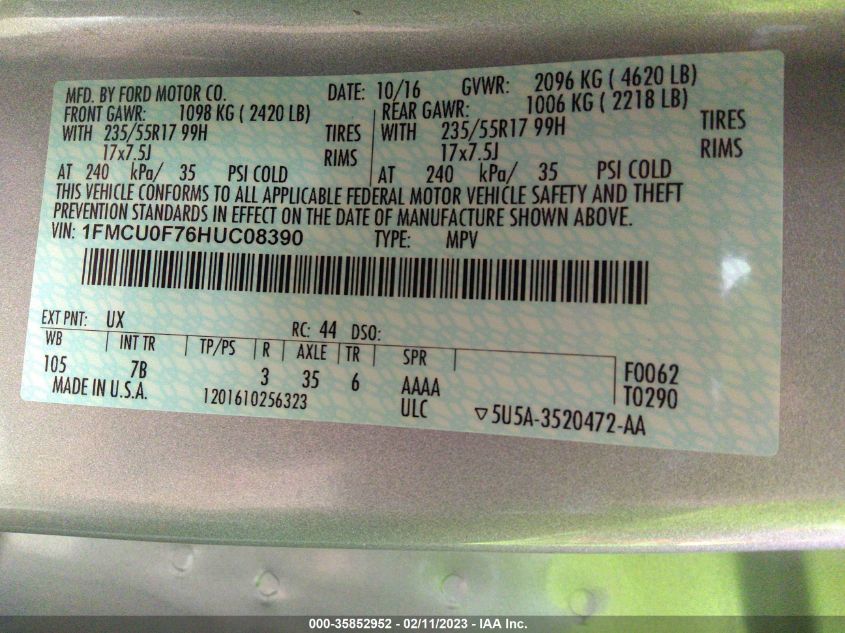 MFD. BY FORD MOTOR CO. DATE: 10/16 GVWR: 2096 KG ( 4620 LB)
FRONT GAWR: 1098 KG ( 2420 LB) REAR GAWR: 1006 KG ( 2218 LB)
WITH 235/55R17 99H TIRES WITH 235/55R17 99H TIRES
17x7.5J RIMS 17x7.5J RIMS
AT 240 kPa/ 35 PSI COLD AT 240 kPa/ 35 PSI COLD
THIS VEHICLE CONFORMS TO ALL APPLICABLE FEDERAL MOTOR VEHICLE SAFETY AND THEFT
PREVENTION STANDARDS IN EFFECT ON THE DATE OF MANUFACTURE SHOWN ABOVE.
VIN: 1FMCU0F76HUC08390 TYPE: MPV
EXT PNT: UX RC: 44 DSO:
WB INT TR TP/PS R AXLE TR SPR
105 7B 3 35 6 AAAA F0062
MADE IN U.S.A. 1201610256323 ULC T0290
▽5U5A-3520472-AA
000-35852952 - 02/11/2023 - © IAA Inc.